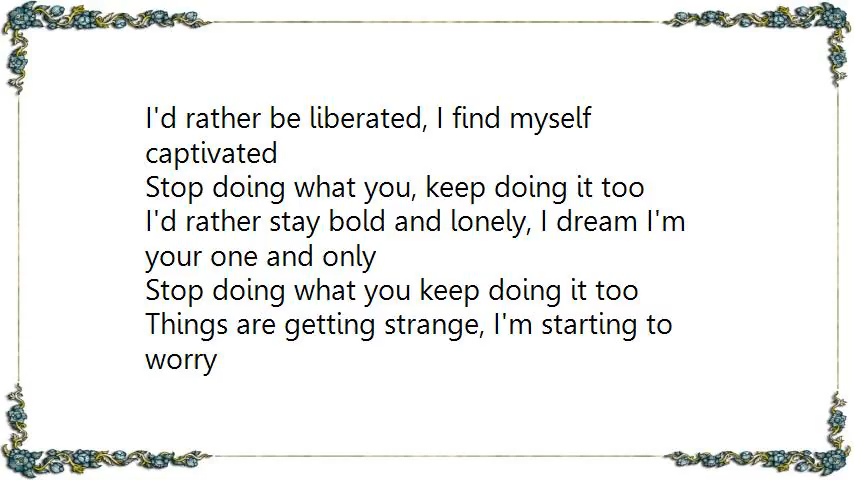 I'd rather be liberated, I find myself
captivated
Stop doing what you, keep doing it too
I'd rather stay bold and lonely, I dream I'm
your one and only
Stop doing what you keep doing it too
Things are getting strange, I'm starting to
worry